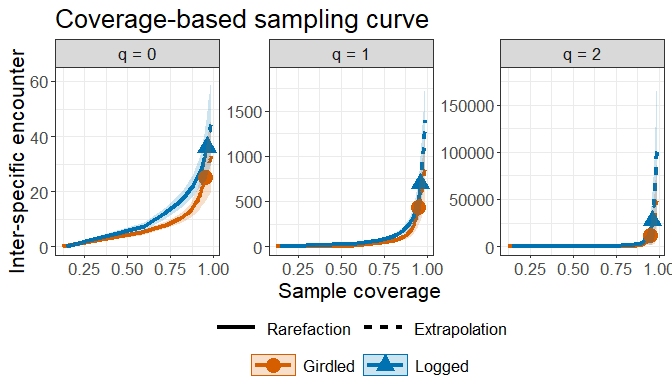 Coverage-based sampling curve
q = 0 q = 1 q = 2
Inter-specific encounter
60
40
20
0
1500
1000
500
0
150000
100000
50000
0
0.25 0.50 0.75 1.00 0.25 0.50 0.75 1.00 0.25 0.50 0.75 1.00
Sample coverage
Rarefaction Extrapolation
Girdled Logged